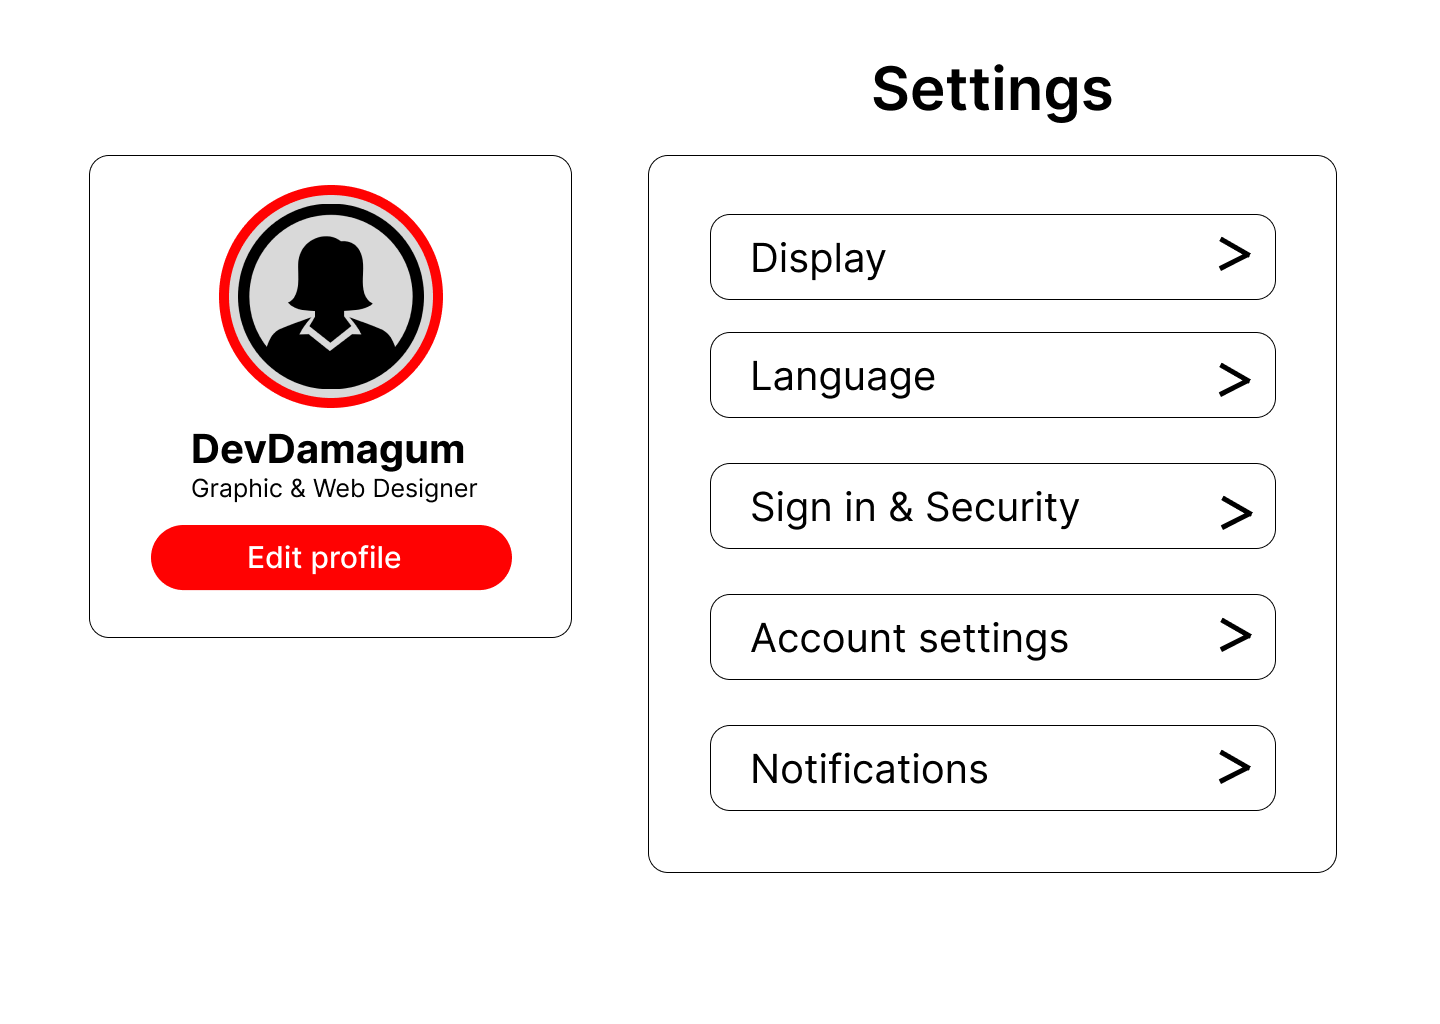 Settings
DevDamagum
Graphic & Web Designer
Edit profile
Display >
Language >
Sign in & Security >
Account settings >
Notifications >